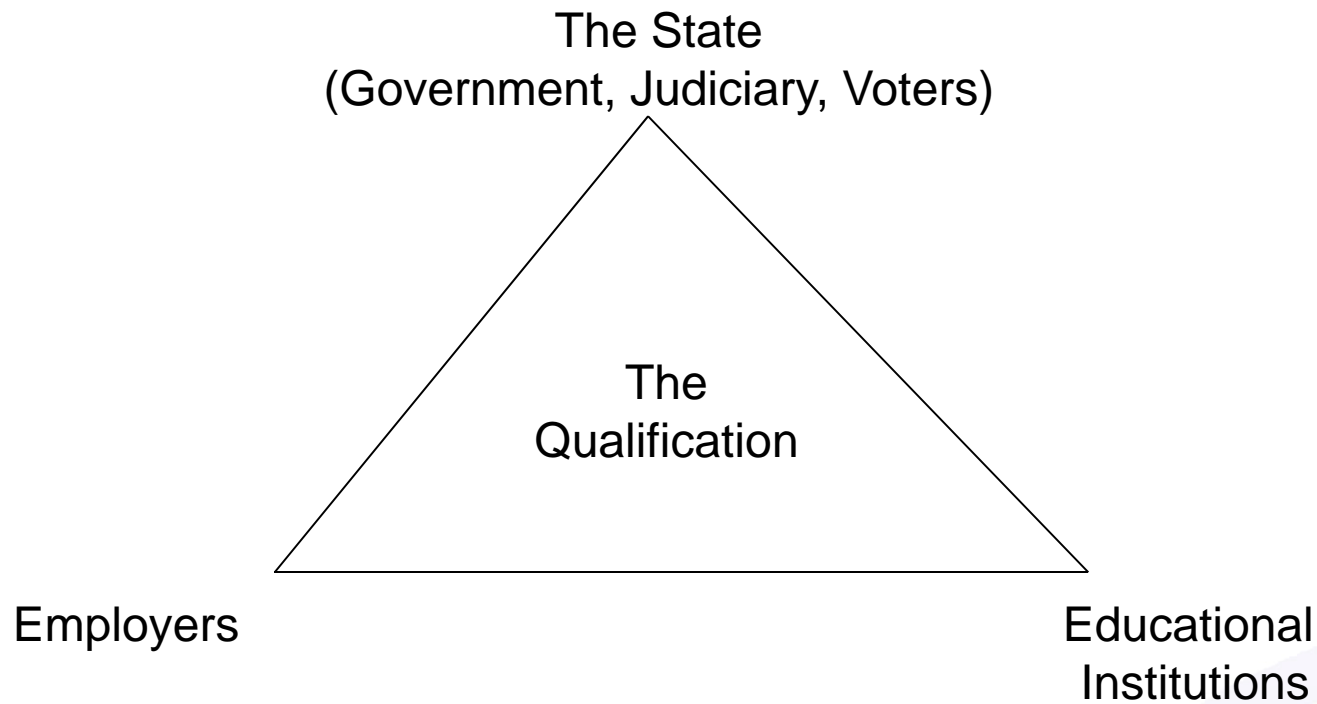 The State
(Government, Judiciary, Voters)
The
Qualification
Employers
Educational
Institutions